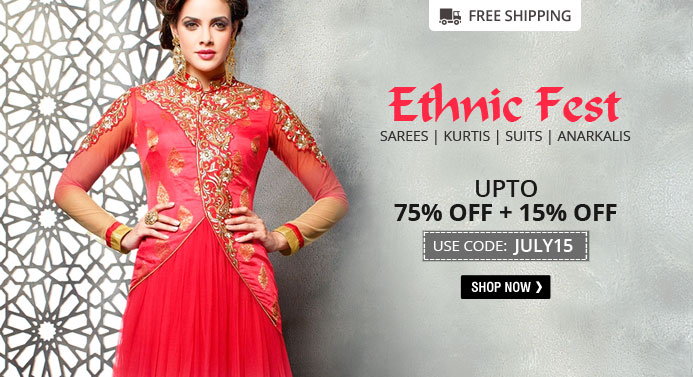 FREE SHIPPING
Ethnic Fest
SAREES | KURTIS | SUITS | ANARKALIS
UPTO
75% OFF + 15% OFF
USE CODE: JULY15
SHOP NOW ❯